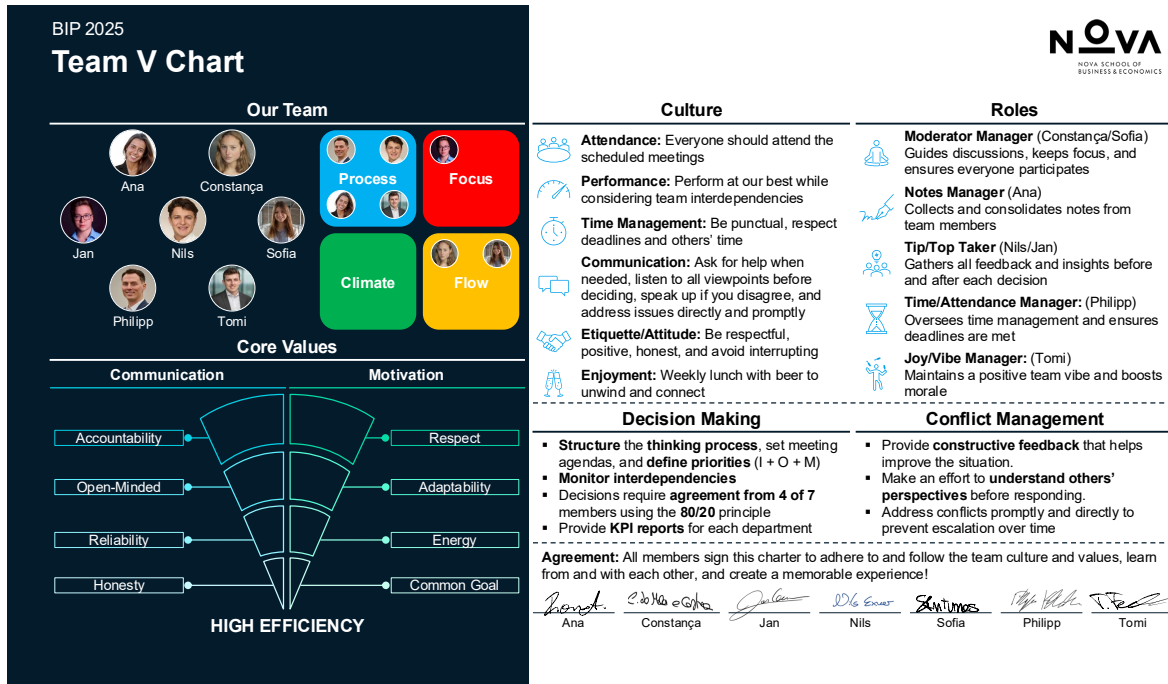 BIP 2025
Team V Chart
NOVA
NOVA SCHOOL OF
BUSINESS & ECONOMICS
Our Team
Ana
Constança
Jan
Nils
Sofia
Philipp
Tomi
Process
Focus
Climate
Flow
Core Values
Communication
Motivation
Accountability
Respect
Open-Minded
Adaptability
Reliability
Energy
Honesty
Common Goal
HIGH EFFICIENCY
Culture
Attendance: Everyone should attend the
scheduled meetings
Performance: Perform at our best while
considering team interdependencies
Time Management: Be punctual, respect
deadlines and others' time
Communication: Ask for help when
needed, listen to all viewpoints before
deciding, speak up if you disagree, and
address issues directly and promptly
Etiquette/Attitude: Be respectful,
positive, honest, and avoid interrupting
Enjoyment: Weekly lunch with beer to
unwind and connect
Roles
Moderator Manager (Constança/Sofia)
Guides discussions, keeps focus, and
ensures everyone participates
Notes Manager (Ana)
Collects and consolidates notes from
team members
Tip/Top Taker (Nils/Jan)
Gathers all feedback and insights before
and after each decision
Time/Attendance Manager: (Philipp)
Oversees time management and ensures
deadlines are met
Joy/Vibe Manager: (Tomi)
Maintains a positive team vibe and boosts
morale
Decision Making
▪ Structure the thinking process, set meeting
agendas, and define priorities (I + O + M)
▪ Monitor interdependencies
▪ Decisions require agreement from 4 of 7
members using the 80/20 principle
▪ Provide KPI reports for each department
Conflict Management
▪ Provide constructive feedback that helps
improve the situation.
▪ Make an effort to understand others'
perspectives before responding.
▪ Address conflicts promptly and directly to
prevent escalation over time
Agreement: All members sign this charter to adhere to and follow the team culture and values, learn
from and with each other, and create a memorable experience!
Ana
Constança
Jan
Nils
Sofia
Philipp
Tomi